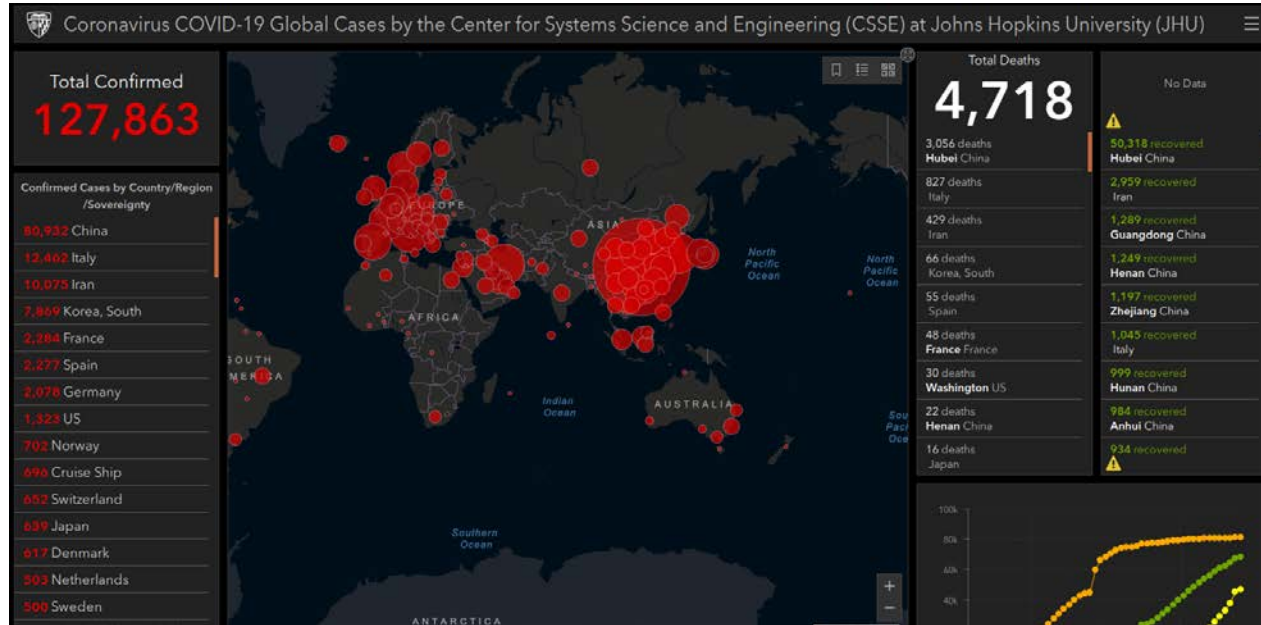 Coronavirus COVID-19 Global Cases by the Center for Systems Science and Engineering (CSSE) at Johns Hopkins University (JHU)
Total Confirmed
127,863
Confirmed Cases by Country/Region
/Sovereignty
80,932 China
12,462 Italy
10,075 Iran
7,869 Korea, South
2,284 France
2,277 Spain
2,078 Germany
1,323 US
702 Norway
696 Cruise Ship
652 Switzerland
639 Japan
617 Denmark
503 Netherlands
500 Sweden
EUROPE
ASIA
North
Pacific
Ocean
North
Pacific
Ocean
AFRICA
SOUTH
AMERICA
Indian
Ocean
AUSTRALIA
Sou
Paci
Oce
Southern
Ocean
ANTARCTICA
+
−
Total Deaths
4,718
3,056 deaths
Hubei China
827 deaths
Italy
429 deaths
Iran
66 deaths
Korea, South
55 deaths
Spain
48 deaths
France France
30 deaths
Washington US
22 deaths
Henan China
16 deaths
Japan
No Data
50,318 recovered
Hubei China
2,959 recovered
Iran
1,289 recovered
Guangdong China
1,249 recovered
Henan China
1,197 recovered
Zhejiang China
1,045 recovered
Italy
999 recovered
Hunan China
984 recovered
Anhui China
934 recovered
100k
80k
60k
40k